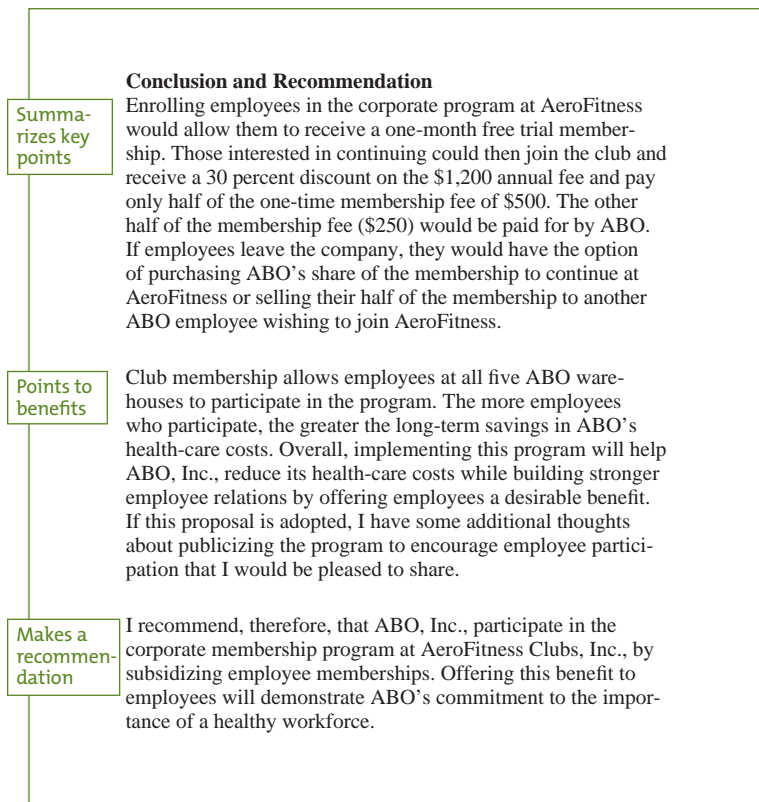 Conclusion and Recommendation
Summa-
rizes key
points
Enrolling employees in the corporate program at AeroFitness
would allow them to receive a one-month free trial member-
ship. Those interested in continuing could then join the club and
receive a 30 percent discount on the $1,200 annual fee and pay
only half of the one-time membership fee of $500. The other
half of the membership fee ($250) would be paid for by ABO.
If employees leave the company, they would have the option
of purchasing ABO's share of the membership to continue at
AeroFitness or selling their half of the membership to another
ABO employee wishing to join AeroFitness.
Points to
benefits
Club membership allows employees at all five ABO ware-
houses to participate in the program. The more employees
who participate, the greater the long-term savings in ABO's
health-care costs. Overall, implementing this program will help
ABO, Inc., reduce its health-care costs while building stronger
employee relations by offering employees a desirable benefit.
If this proposal is adopted, I have some additional thoughts
about publicizing the program to encourage employee partici-
pation that I would be pleased to share.
Makes a
recommen-
dation
I recommend, therefore, that ABO, Inc., participate in the
corporate membership program at AeroFitness Clubs, Inc., by
subsidizing employee memberships. Offering this benefit to
employees will demonstrate ABO's commitment to the impor-
tance of a healthy workforce.